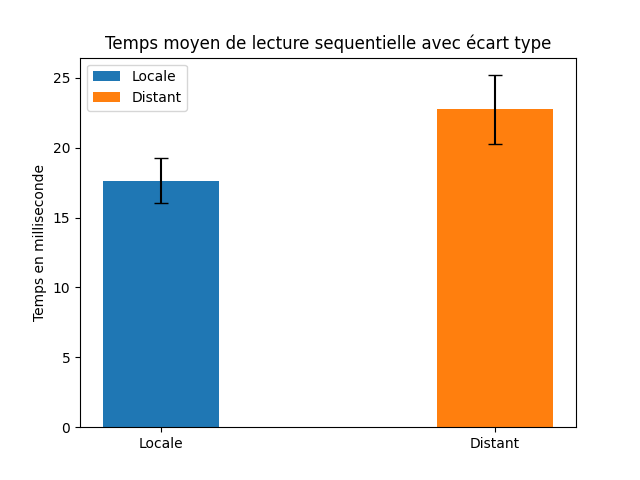 Temps moyen de lecture sequentielle avec écart type
Locale
Distant
Temps en milliseconde
25
20
15
10
5
0
Locale
Distant